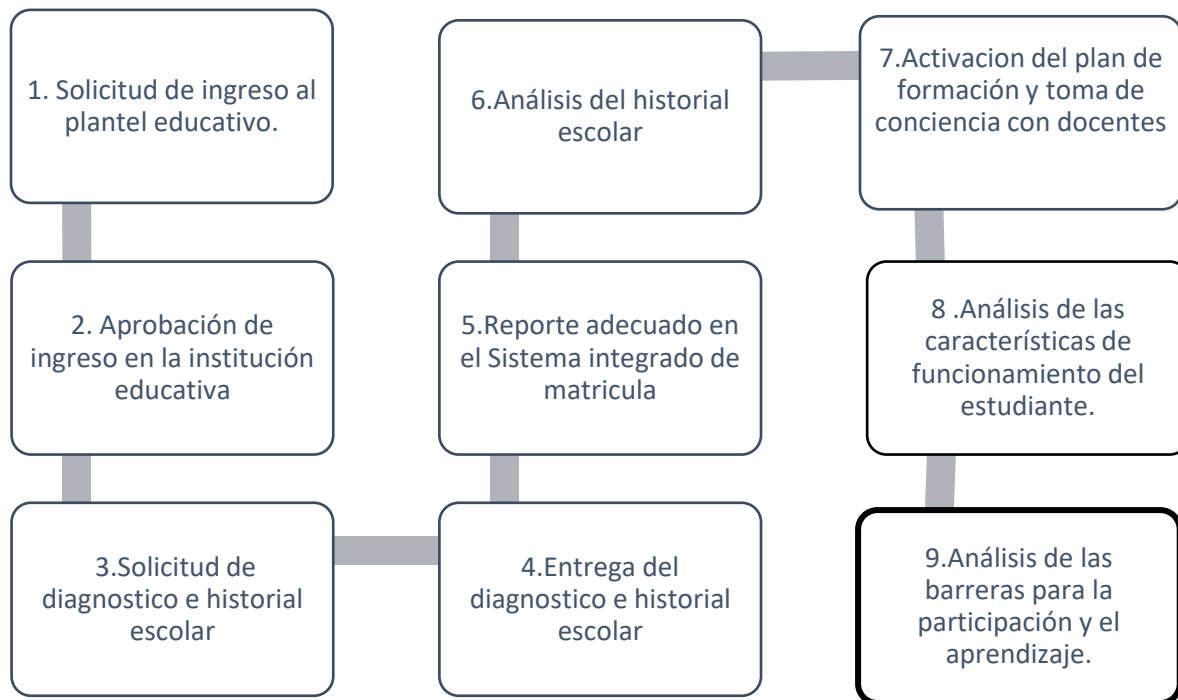 1. Solicitud de ingreso al
plantel educativo.
2. Aprobación de
ingreso en la institución
educativa
3.Solicitud de
diagnostico e historial
escolar
4.Entrega del
diagnostico e historial
escolar
5.Reporte adecuado en
el Sistema integrado de
matricula
6.Análisis del historial
escolar
7.Activacion del plan de
formación y toma de
conciencia con docentes
8 .Análisis de las
características de
funcionamiento del
estudiante.
9.Análisis de las
barreras para la
participación y el
aprendizaje.